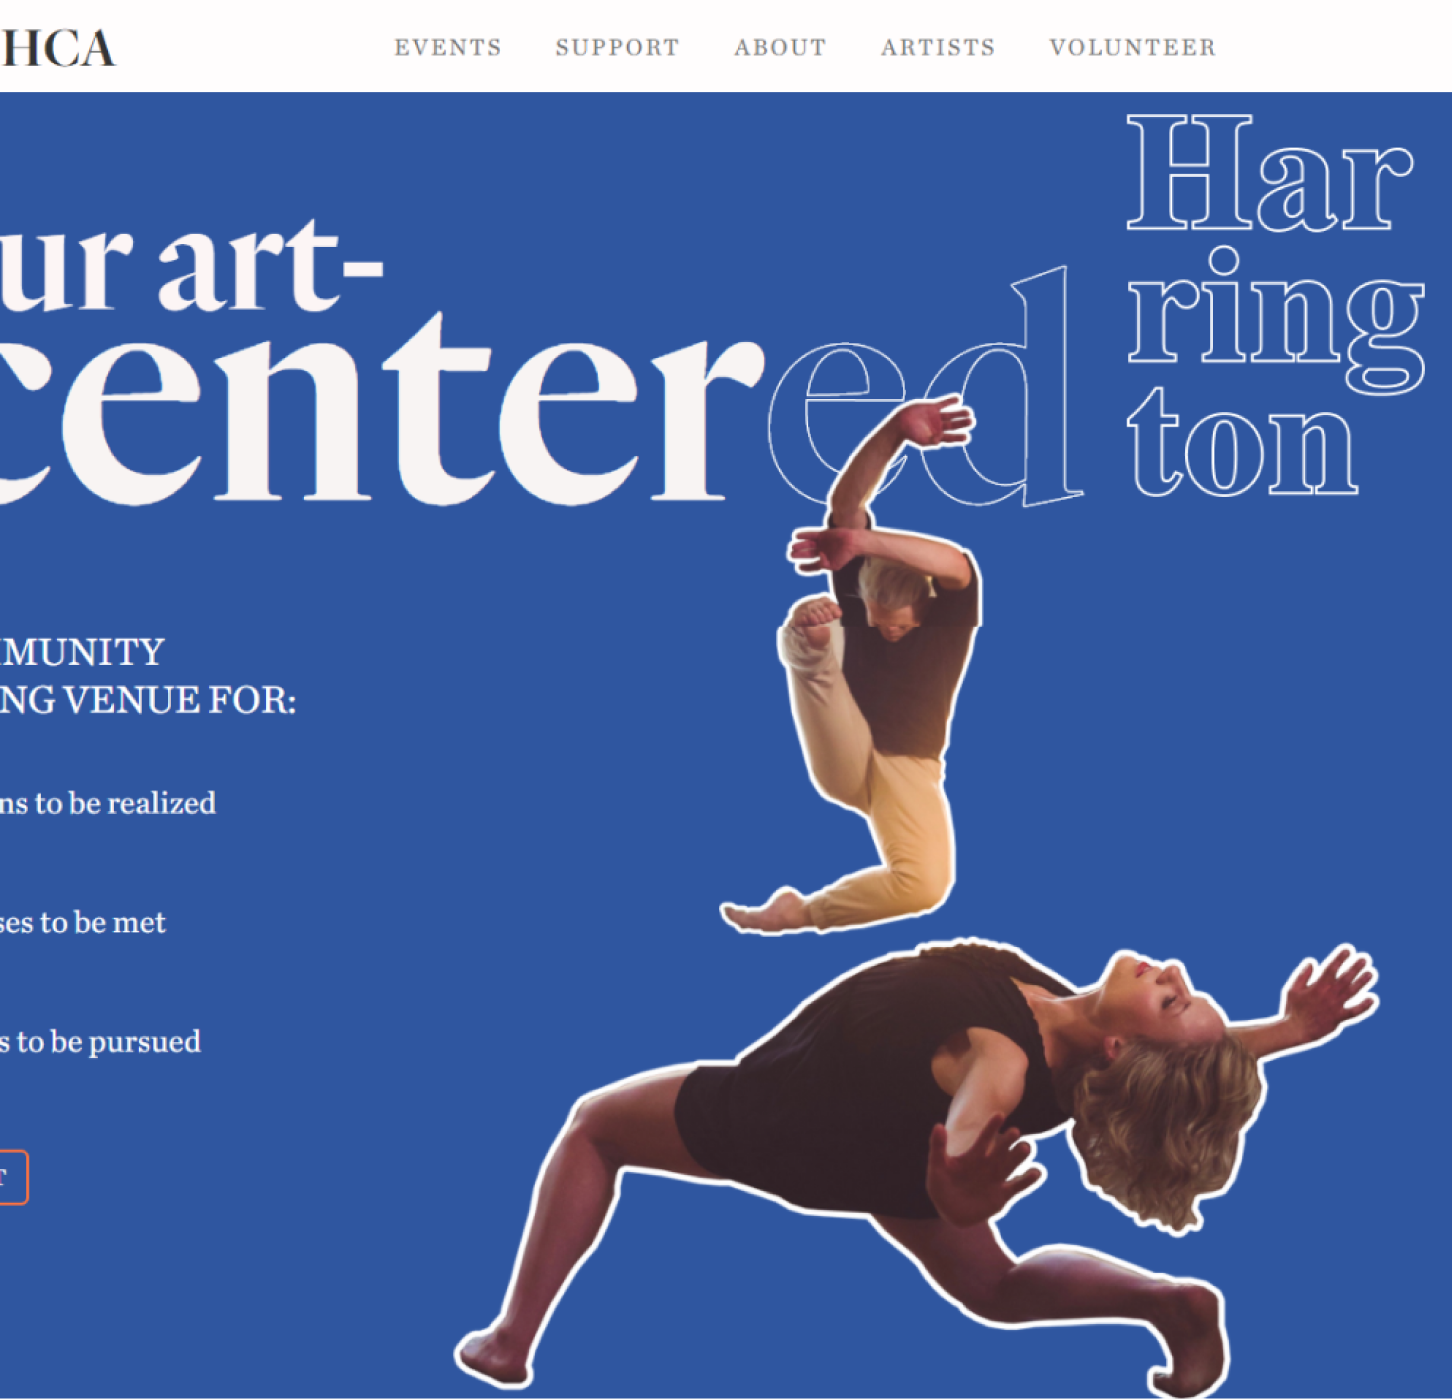 HCA
EVENTS SUPPORT ABOUT ARTISTS VOLUNTEER
Har
ring
ton
ur art-
centered
MUNITY
NG VENUE FOR:
ns to be realized
ses to be met
s to be pursued
T